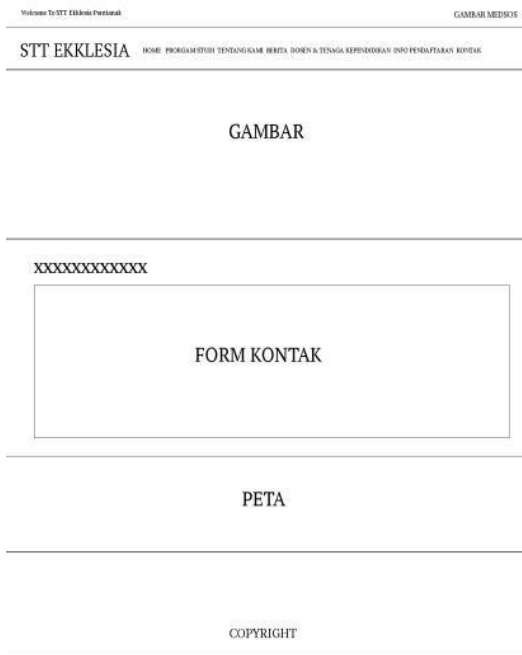 Welcome To STT Ekklesia Pontianak
GAMBAR MEDSOS
STT EKKLESIA
HOME PRORGAM STUDI TENTANG KAMI BERITA DOSEN & TENAGA KEPENDIDIKAN INFO PENDAFTARAN KONTAK
GAMBAR
XXXXXXXXXXXX
FORM KONTAK
PETA
COPYRIGHT